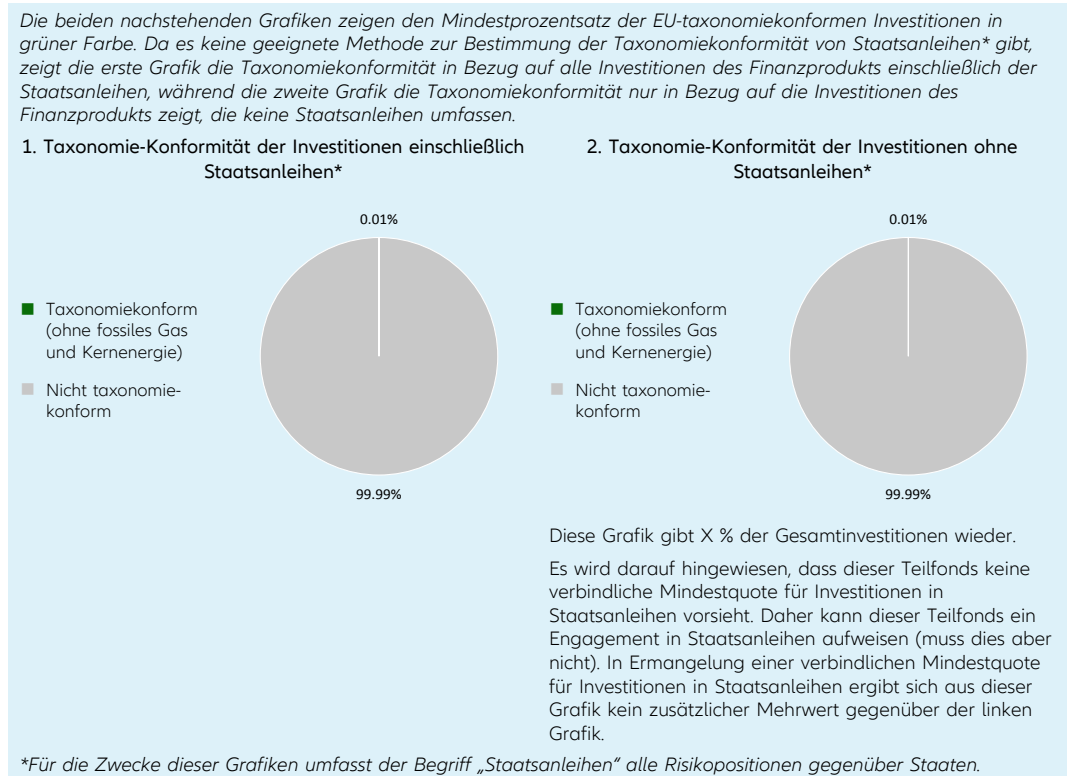 Die beiden nachstehenden Grafiken zeigen den Mindestprozentsatz der EU-taxonomiekonformen Investitionen in
grüner Farbe. Da es keine geeignete Methode zur Bestimmung der Taxonomiekonformität von Staatsanleihen* gibt,
zeigt die erste Grafik die Taxonomiekonformität in Bezug auf alle Investitionen des Finanzprodukts einschließlich der
Staatsanleihen, während die zweite Grafik die Taxonomiekonformität nur in Bezug auf die Investitionen des
Finanzprodukts zeigt, die keine Staatsanleihen umfassen.
1. Taxonomie-Konformität der Investitionen einschließlich
Staatsanleihen*
0.01%
Taxonomiekonform
(ohne fossiles Gas
und Kernenergie)
Nicht taxonomie-
konform
99.99%
2. Taxonomie-Konformität der Investitionen ohne
Staatsanleihen*
0.01%
Taxonomiekonform
(ohne fossiles Gas
und Kernenergie)
Nicht taxonomie-
konform
99.99%
Diese Grafik gibt X % der Gesamtinvestitionen wieder.
Es wird darauf hingewiesen, dass dieser Teilfonds keine
verbindliche Mindestquote für Investitionen in
Staatsanleihen vorsieht. Daher kann dieser Teilfonds ein
Engagement in Staatsanleihen aufweisen (muss dies aber
nicht). In Ermangelung einer verbindlichen Mindestquote
für Investitionen in Staatsanleihen ergibt sich aus dieser
Grafik kein zusätzlicher Mehrwert gegenüber der linken
Grafik.
*Für die Zwecke dieser Grafiken umfasst der Begriff „Staatsanleihen“ alle Risikopositionen gegenüber Staaten.